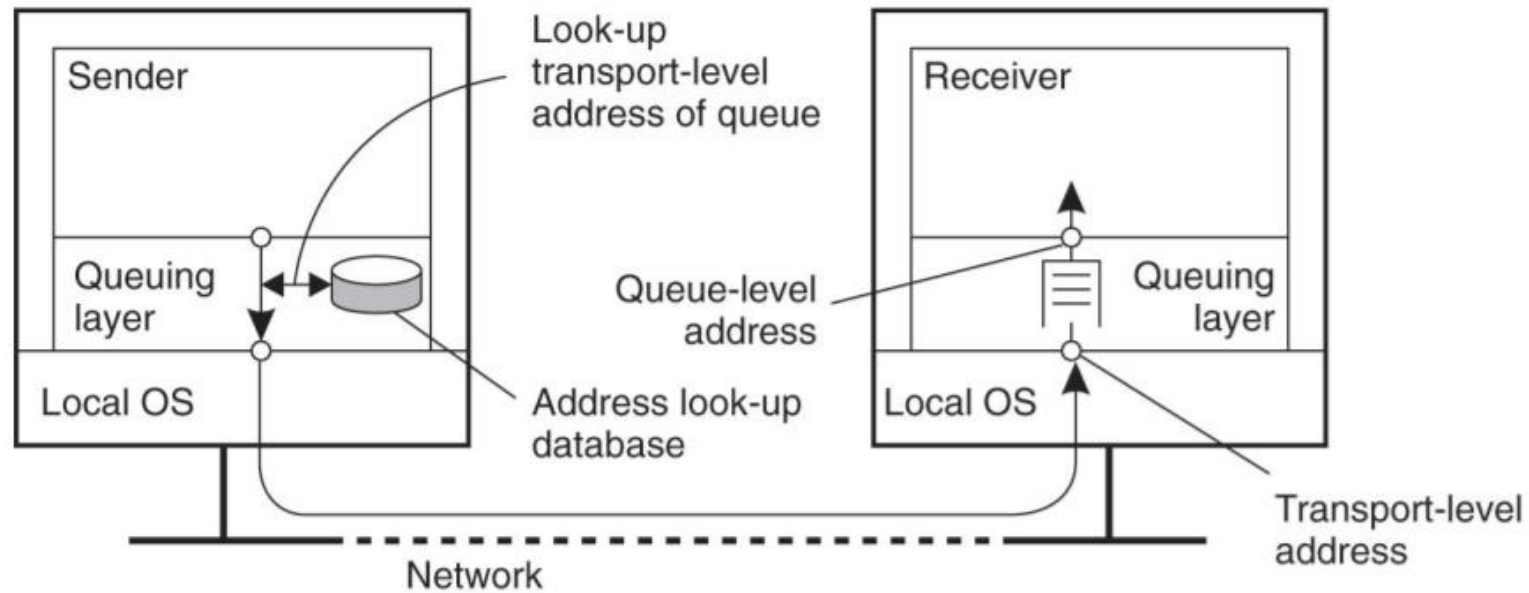 Sender
Look-up
transport-level
address of queue
Receiver
Queuing
layer
Queue-level
address
Queuing
layer
Local OS
Address look-up
database
Local OS
Transport-level
address
Network